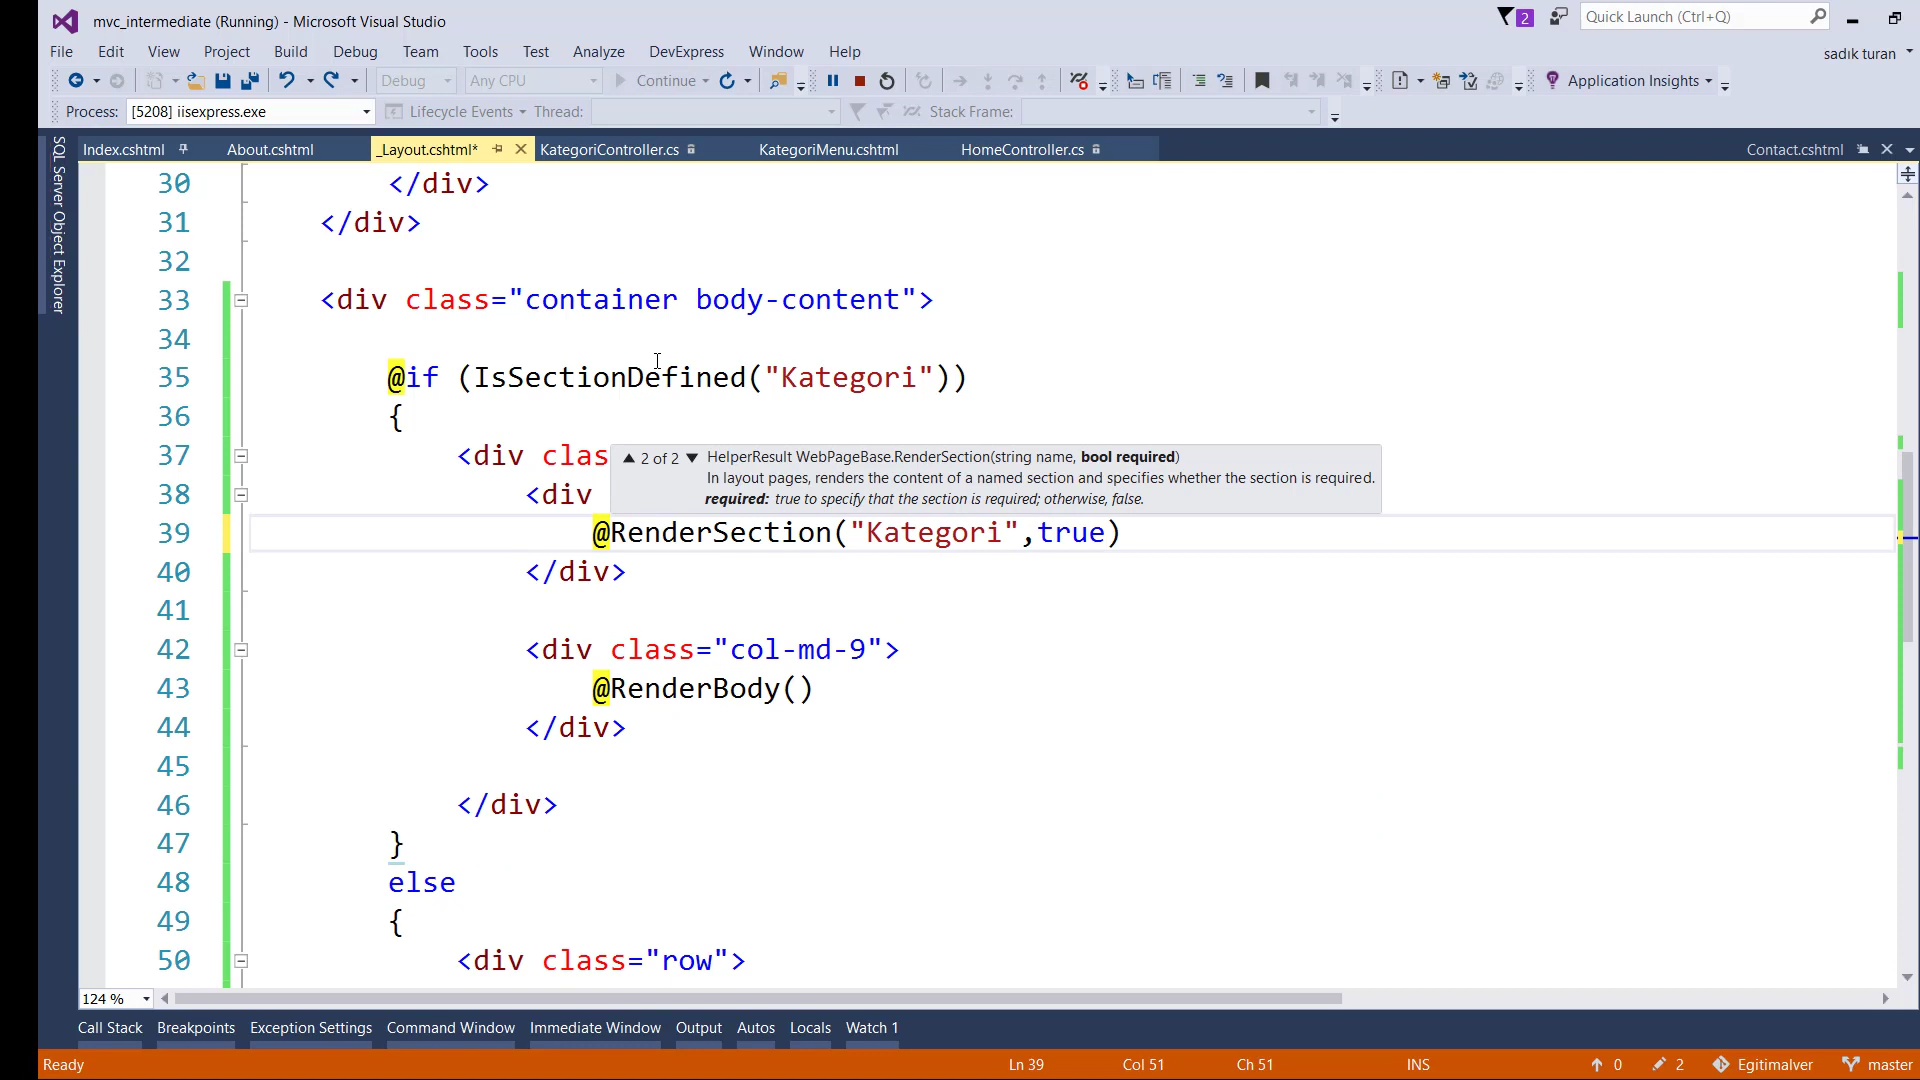 mvc_intermediate (Running) - Microsoft Visual Studio
2
Quick Launch (Ctrl+Q)
File Edit View Project Build Debug Team Tools Test Analyze DevExpress Window Help
sadık turan
Debug Any CPU Continue Application Insights
Process: [5208] iisexpress.exe Lifecycle Events Thread: Stack Frame:
SQL Server Object Explorer
Index.cshtml About.cshtml _Layout.cshtml* KategoriController.cs KategoriMenu.cshtml HomeController.cs Contact.cshtml
30 </div>
31 </div>
32
33 <div class="container body-content">
34
35 @if (IsSectionDefined("Kategori"))
36 {
37 <div clas
2 of 2 HelperResult WebPageBase.RenderSection(string name, bool required)
In layout pages, renders the content of a named section and specifies whether the section is required.
38 <div
required: true to specify that the section is required; otherwise, false.
39 @RenderSection("Kategori",true)
40 </div>
41
42 <div class="col-md-9">
43 @RenderBody()
44 </div>
45
46 </div>
47 }
48 else
49 {
50 <div class="row">
124 %
Call Stack Breakpoints Exception Settings Command Window Immediate Window Output Autos Locals Watch 1
Ready Ln 39 Col 51 Ch 51 INS 0 2 Egitimalver master